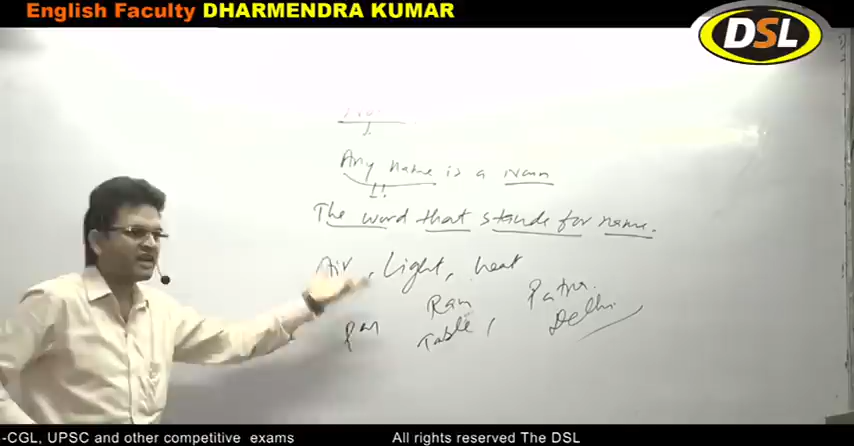 English Faculty DHARMENDRA KUMAR
DSL
Any name is a Noun
The word that stands for name.
Air, Light, heat
Ram Patna
Pen Table, Delhi
-CGL, UPSC and other competitive exams All rights reserved The DSL